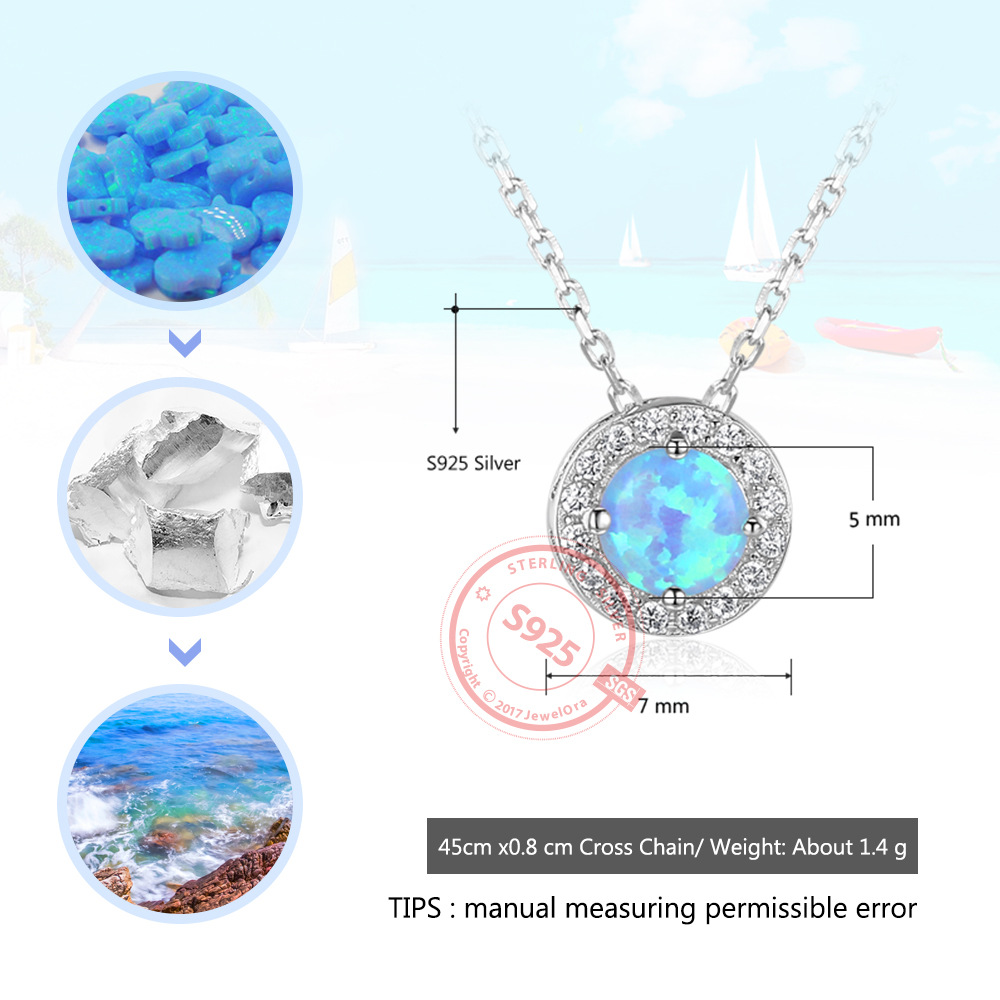 S925 Silver
5 mm
STERLING SILVER
S925
SGS
Copyright © 2017 JewelOra
7 mm
45cm x0.8 cm Cross Chain/ Weight: About 1.4 g
TIPS : manual measuring permissible error